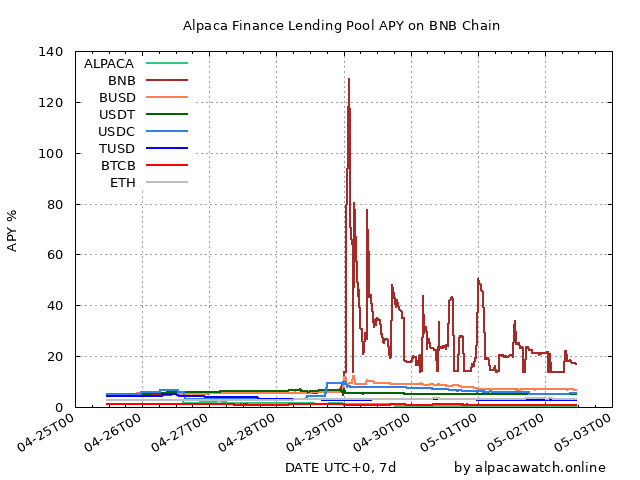 Alpaca Finance Lending Pool APY on BNB Chain
140
120
100
80
60
40
20
0
APY %
ALPACA
BNB
BUSD
USDT
USDC
TUSD
BTCB
ETH
04-25T00
04-26T00
04-27T00
04-28T00
04-29T00
04-30T00
05-01T00
05-02T00
05-03T00
DATE UTC+0, 7d
by alpacawatch.online